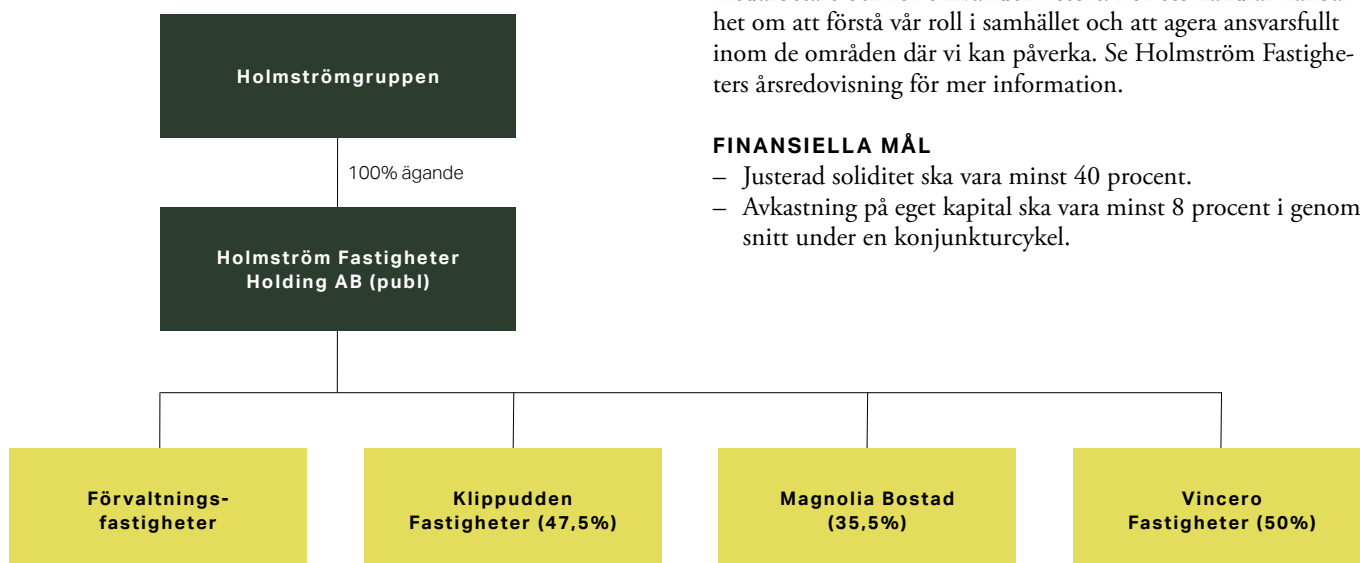 het om att förstå vår roll i samhället och att agera ansvarsfullt
inom de områden där vi kan påverka. Se Holmström Fastighe-
ters årsredovisning för mer information.
FINANSIELLA MÅL
– Justerad soliditet ska vara minst 40 procent.
– Avkastning på eget kapital ska vara minst 8 procent i genom
snitt under en konjunkturcykel.
Holmströmgruppen
100% ägande
Holmström Fastigheter
Holding AB (publ)
Förvaltnings-
fastigheter
Klippudden
Fastigheter (47,5%)
Magnolia Bostad
(35,5%)
Vincero
Fastigheter (50%)